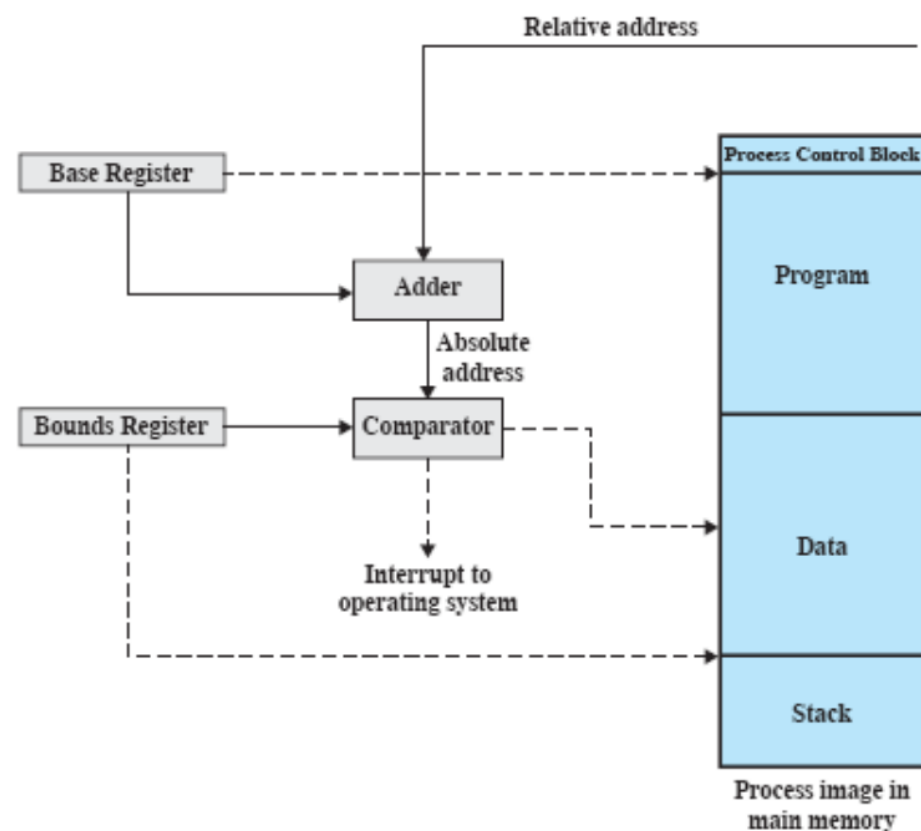 Relative address
Process Control Block
Base Register
Program
Adder
Absolute
address
Bounds Register
Comparator
Data
Interrupt to
operating system
Stack
Process image in
main memory